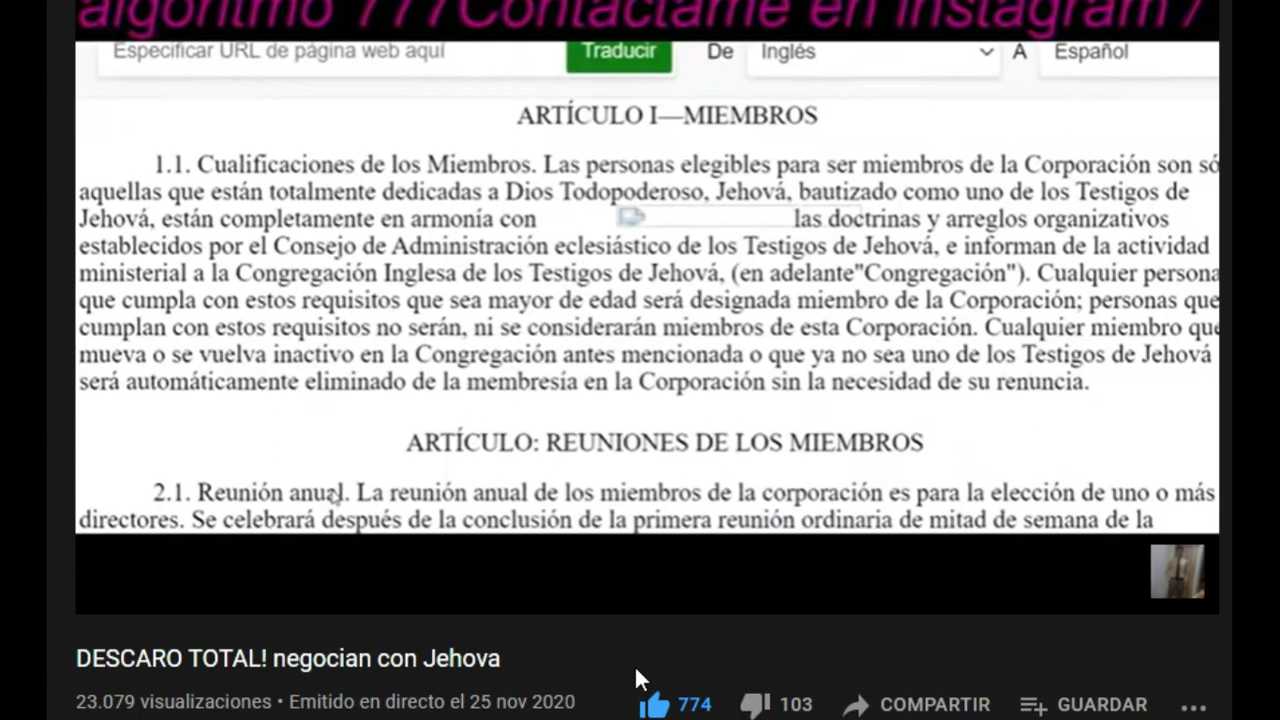 algoritmo 777Contactame en instagram /
Especificar URL de página web aquí Traducir De Inglés A Español
ARTÍCULO I—MIEMBROS
1.1. Cualificaciones de los Miembros. Las personas elegibles para ser miembros de la Corporación son só
aquellas que están totalmente dedicadas a Dios Todopoderoso, Jehová, bautizado como uno de los Testigos de
Jehová, están completamente en armonía con las doctrinas y arreglos organizativos
establecidos por el Consejo de Administración eclesiástico de los Testigos de Jehová, e informan de la actividad
ministerial a la Congregación Inglesa de los Testigos de Jehová, (en adelante"Congregación"). Cualquier persona
que cumpla con estos requisitos que sea mayor de edad será designada miembro de la Corporación; personas que
cumplan con estos requisitos no serán, ni se considerarán miembros de esta Corporación. Cualquier miembro que
mueva o se vuelva inactivo en la Congregación antes mencionada o que ya no sea uno de los Testigos de Jehová
será automáticamente eliminado de la membresía en la Corporación sin la necesidad de su renuncia.
ARTÍCULO: REUNIONES DE LOS MIEMBROS
2.1. Reunión anual. La reunión anual de los miembros de la corporación es para la elección de uno o más
directores. Se celebrará después de la conclusión de la primera reunión ordinaria de mitad de semana de la
DESCARO TOTAL! negocian con Jehova
23.079 visualizaciones • Emitido en directo el 25 nov 2020 774 103 COMPARTIR GUARDAR